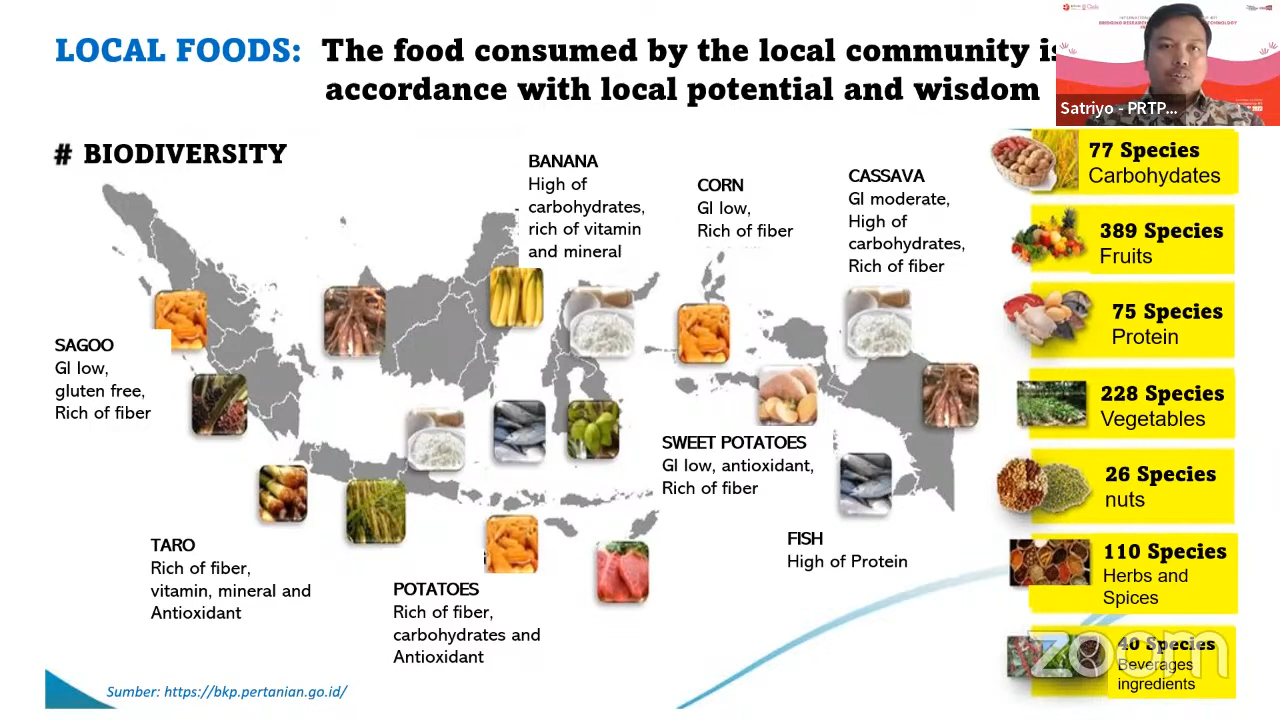 LOCAL FOODS: The food consumed by the local community is
accordance with local potential and wisdom
Satriyo - PRTP...
# BIODIVERSITY
BANANA
High of
carbohydrates,
rich of vitamin
and mineral
CORN
GI low,
Rich of fiber
CASSAVA
GI moderate,
High of
carbohydrates,
Rich of fiber
SAGOO
GI low,
gluten free,
Rich of fiber
SWEET POTATOES
GI low, antioxidant,
Rich of fiber
TARO
Rich of fiber,
vitamin, mineral and
Antioxidant
POTATOES
Rich of fiber,
carbohydrates and
Antioxidant
FISH
High of Protein
77 Species
Carbohydates
389 Species
Fruits
75 Species
Protein
228 Species
Vegetables
26 Species
nuts
110 Species
Herbs and
Spices
40 Species
Beverages
ingredients
zoom
Sumber: https://bkp.pertanian.go.id/